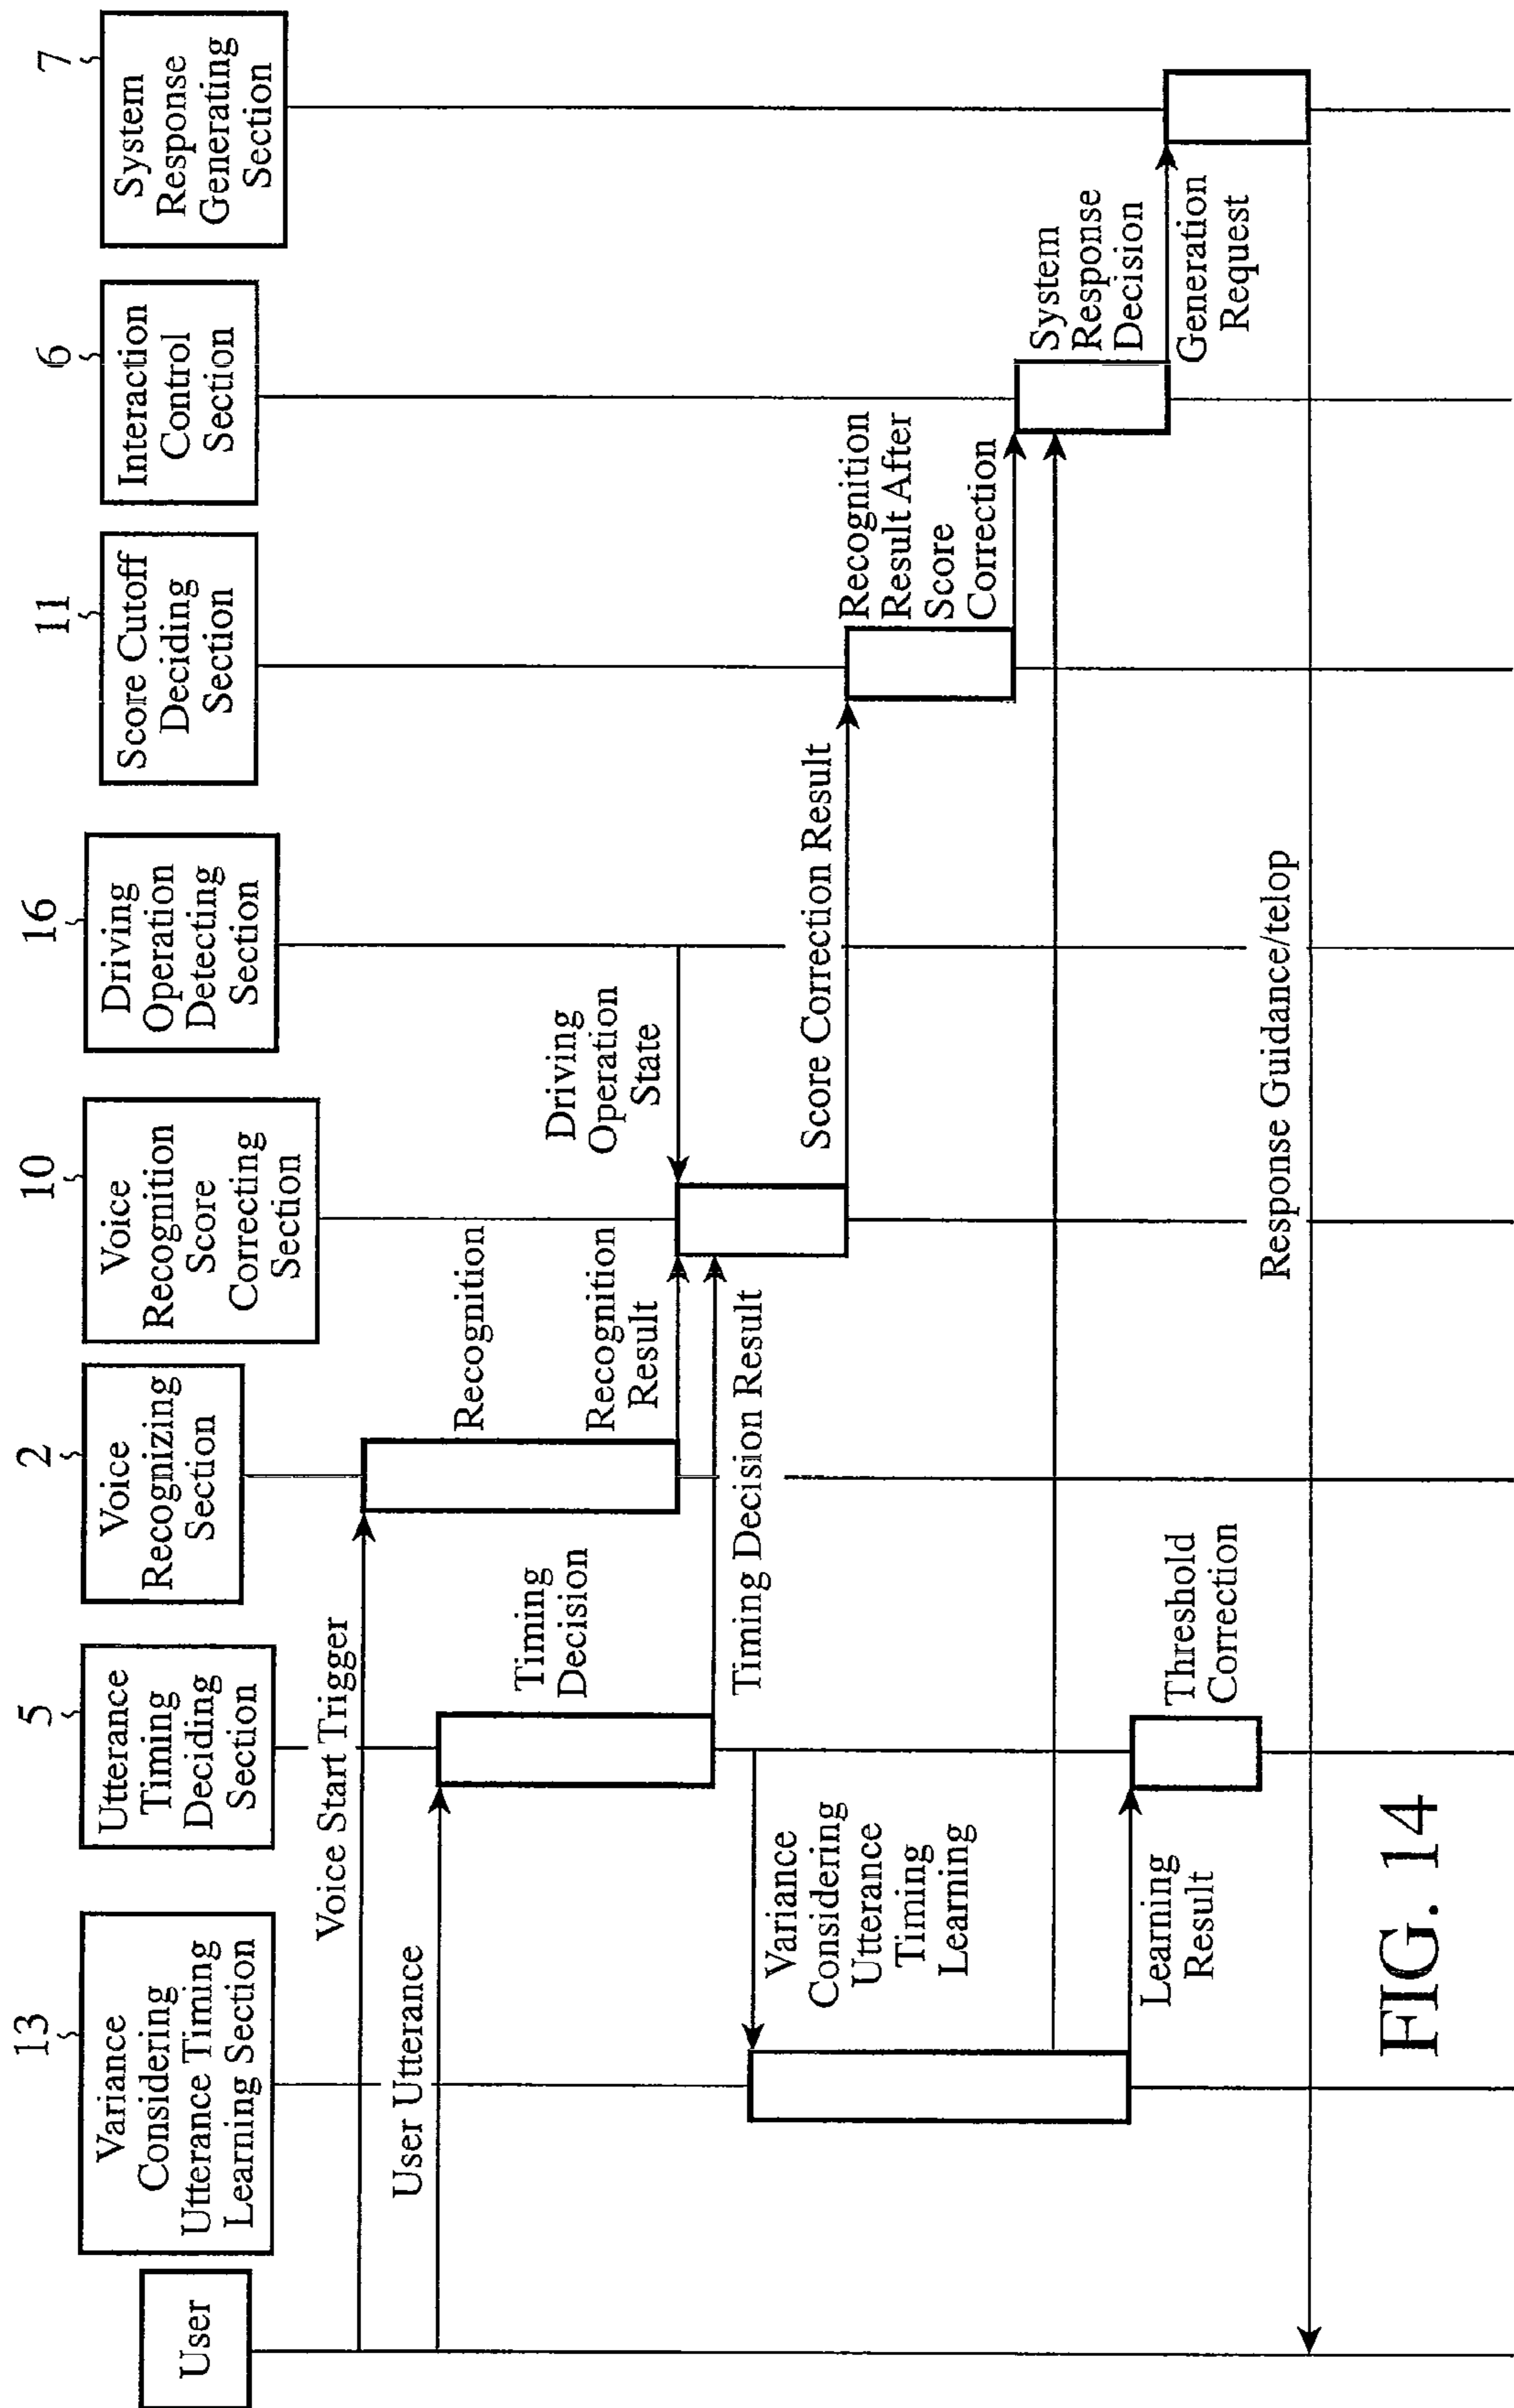 User
13
Variance
Considering
Utterance Timing
Learning Section
5
Utterance
Timing
Deciding
Section
2
Voice
Recognizing
Section
10
Voice
Recognition
Score
Correcting
Section
16
Driving
Operation
Detecting
Section
11
Score Cutoff
Deciding
Section
6
Interaction
Control
Section
7
System
Response
Generating
Section
Voice Start Trigger
User Utterance
Recognition
Timing
Decision
Driving
Operation
State
Recognition
Result
Timing Decision Result
Variance
Considering
Utterance
Timing
Learning
Score Correction Result
Recognition
Result After
Score
Correction
System
Response
Decision
Learning
Result
Threshold
Correction
Generation
Request
Response Guidance/telop
FIG. 14